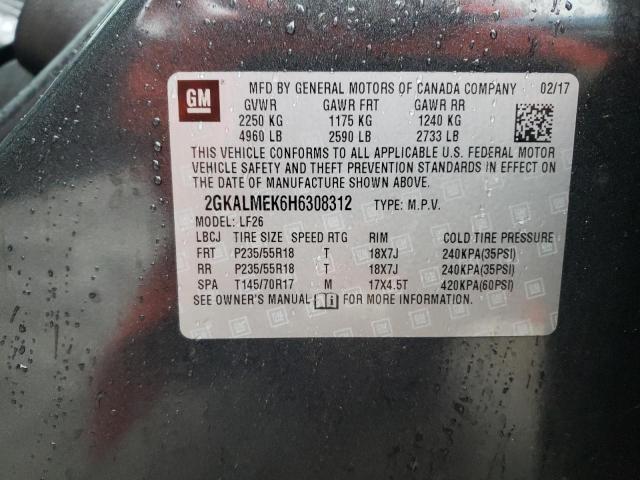 GM MFD BY GENERAL MOTORS OF CANADA COMPANY 02/17
GVWR GAWR FRT GAWR RR
2250 KG 1175 KG 1240 KG
4960 LB 2590 LB 2733 LB
THIS VEHICLE CONFORMS TO ALL APPLICABLE U.S. FEDERAL MOTOR
VEHICLE SAFETY AND THEFT PREVENTION STANDARDS IN EFFECT ON
THE DATE OF MANUFACTURE SHOWN ABOVE.
2GKALMEK6H6308312 TYPE: M.P.V.
MODEL: LF26
LBCJ TIRE SIZE SPEED RTG RIM COLD TIRE PRESSURE
FRT P235/55R18 T 18X7J 240KPA(35PSI)
RR P235/55R18 T 18X7J 240KPA(35PSI)
SPA T145/70R17 M 17X4.5T 420KPA(60PSI)
SEE OWNER'S MANUAL FOR MORE INFORMATION.